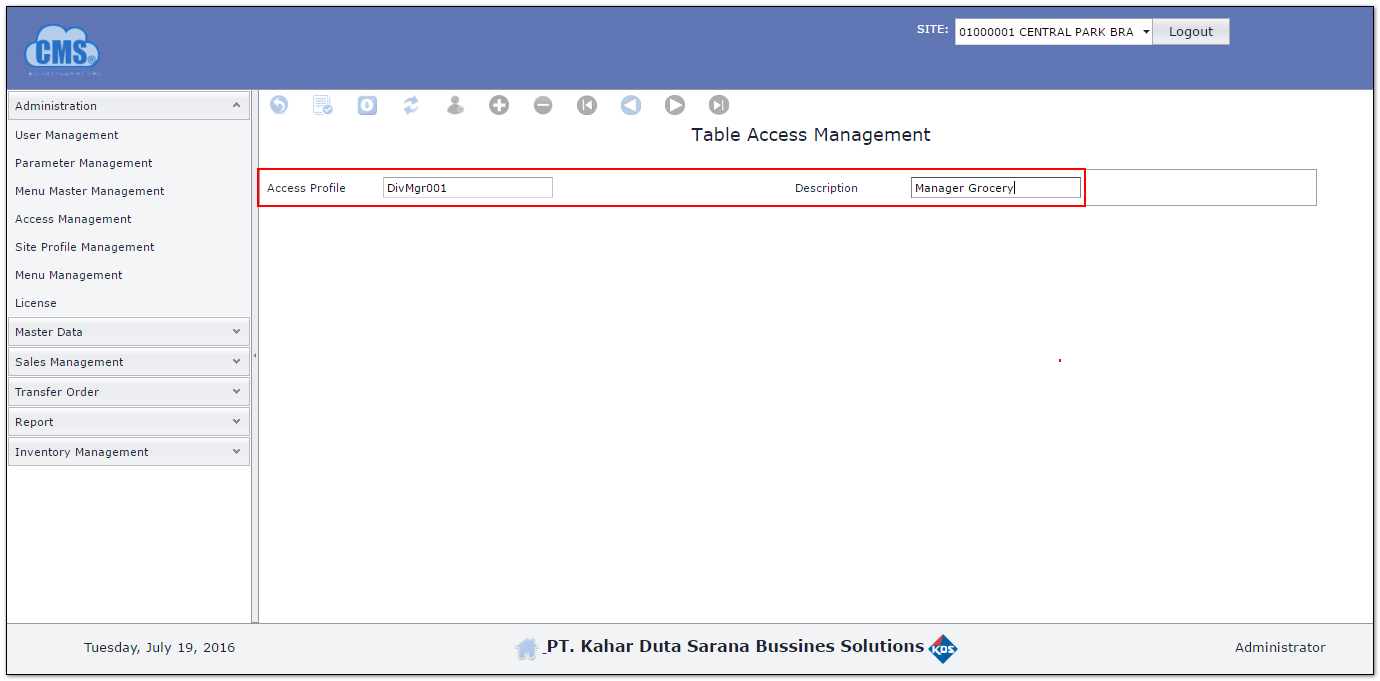 CMS
SITE:
01000001 CENTRAL PARK BRA
Logout
Administration
User Management
Parameter Management
Menu Master Management
Access Management
Site Profile Management
Menu Management
License
Master Data
Sales Management
Transfer Order
Report
Inventory Management
Table Access Management
Access Profile
DivMgr001
Description
Manager Grocery
Tuesday, July 19, 2016
PT. Kahar Duta Sarana Bussines Solutions
KDS
Administrator